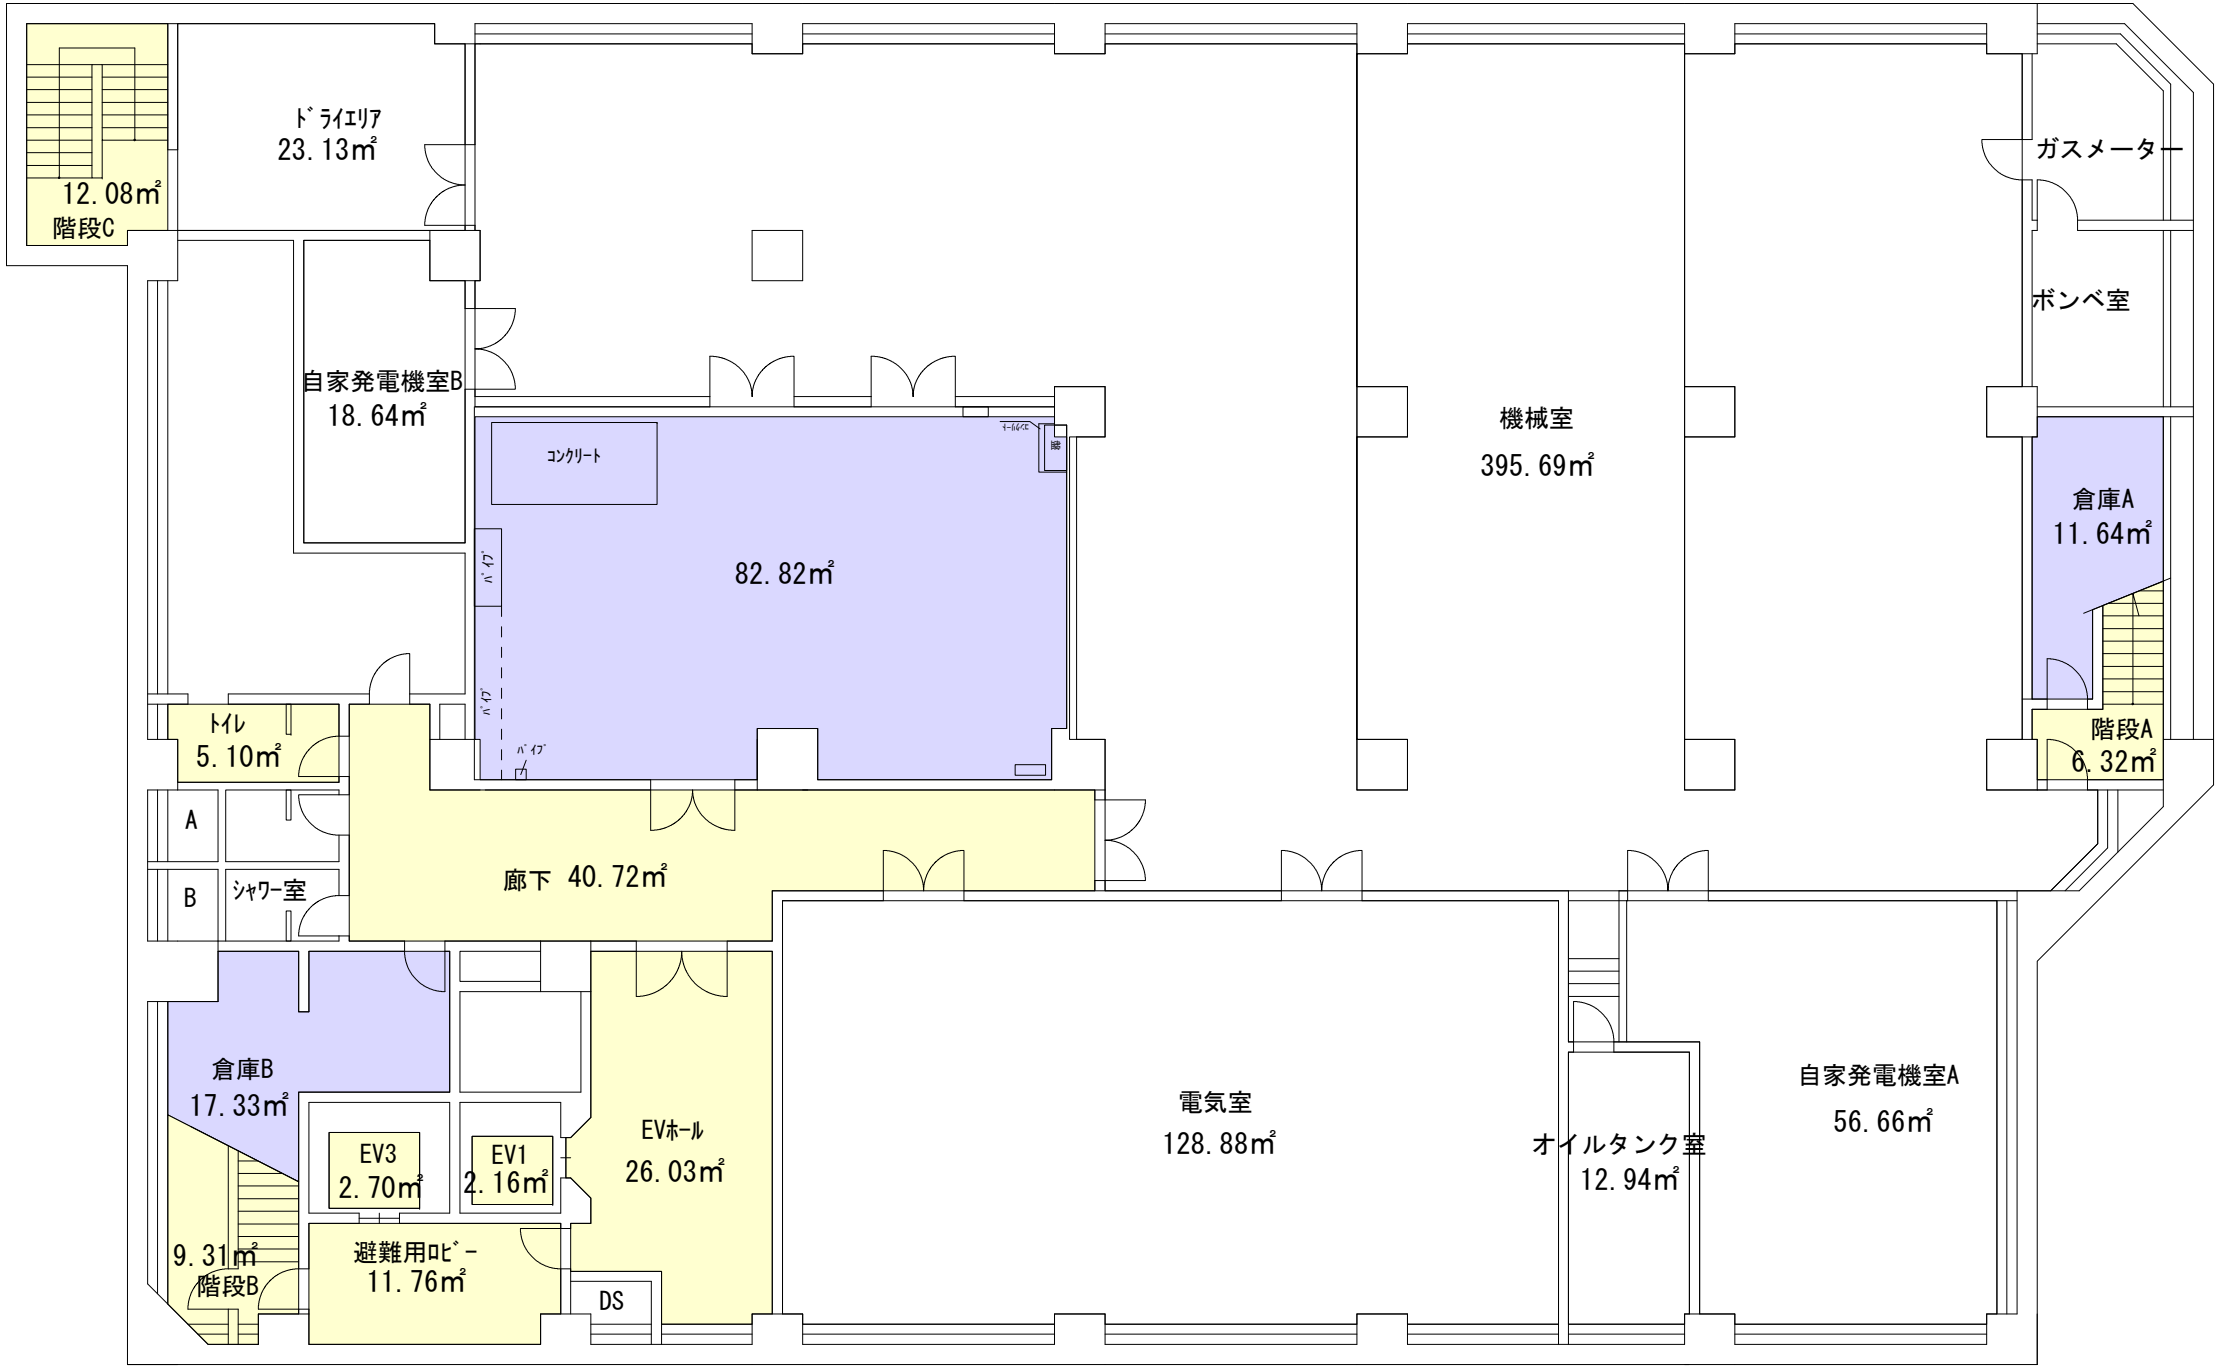 ドライエリア
23.13㎡
12.08㎡
階段C
ガスメーター
ボンベ室
自家発電機室B
18.64㎡
機械室
395.69㎡
コンクリート
コンクリート
盤
倉庫A
11.64㎡
パイプ
82.82㎡
パイプ
パイプ
トイレ
5.10㎡
階段A
6.32㎡
A
B
シャワー室
廊下 40.72㎡
倉庫B
17.33㎡
EV3
2.70㎡
EV1
2.16㎡
EVホール
26.03㎡
電気室
128.88㎡
オイルタンク室
12.94㎡
自家発電機室A
56.66㎡
9.31㎡
階段B
避難用ロビー
11.76㎡
DS